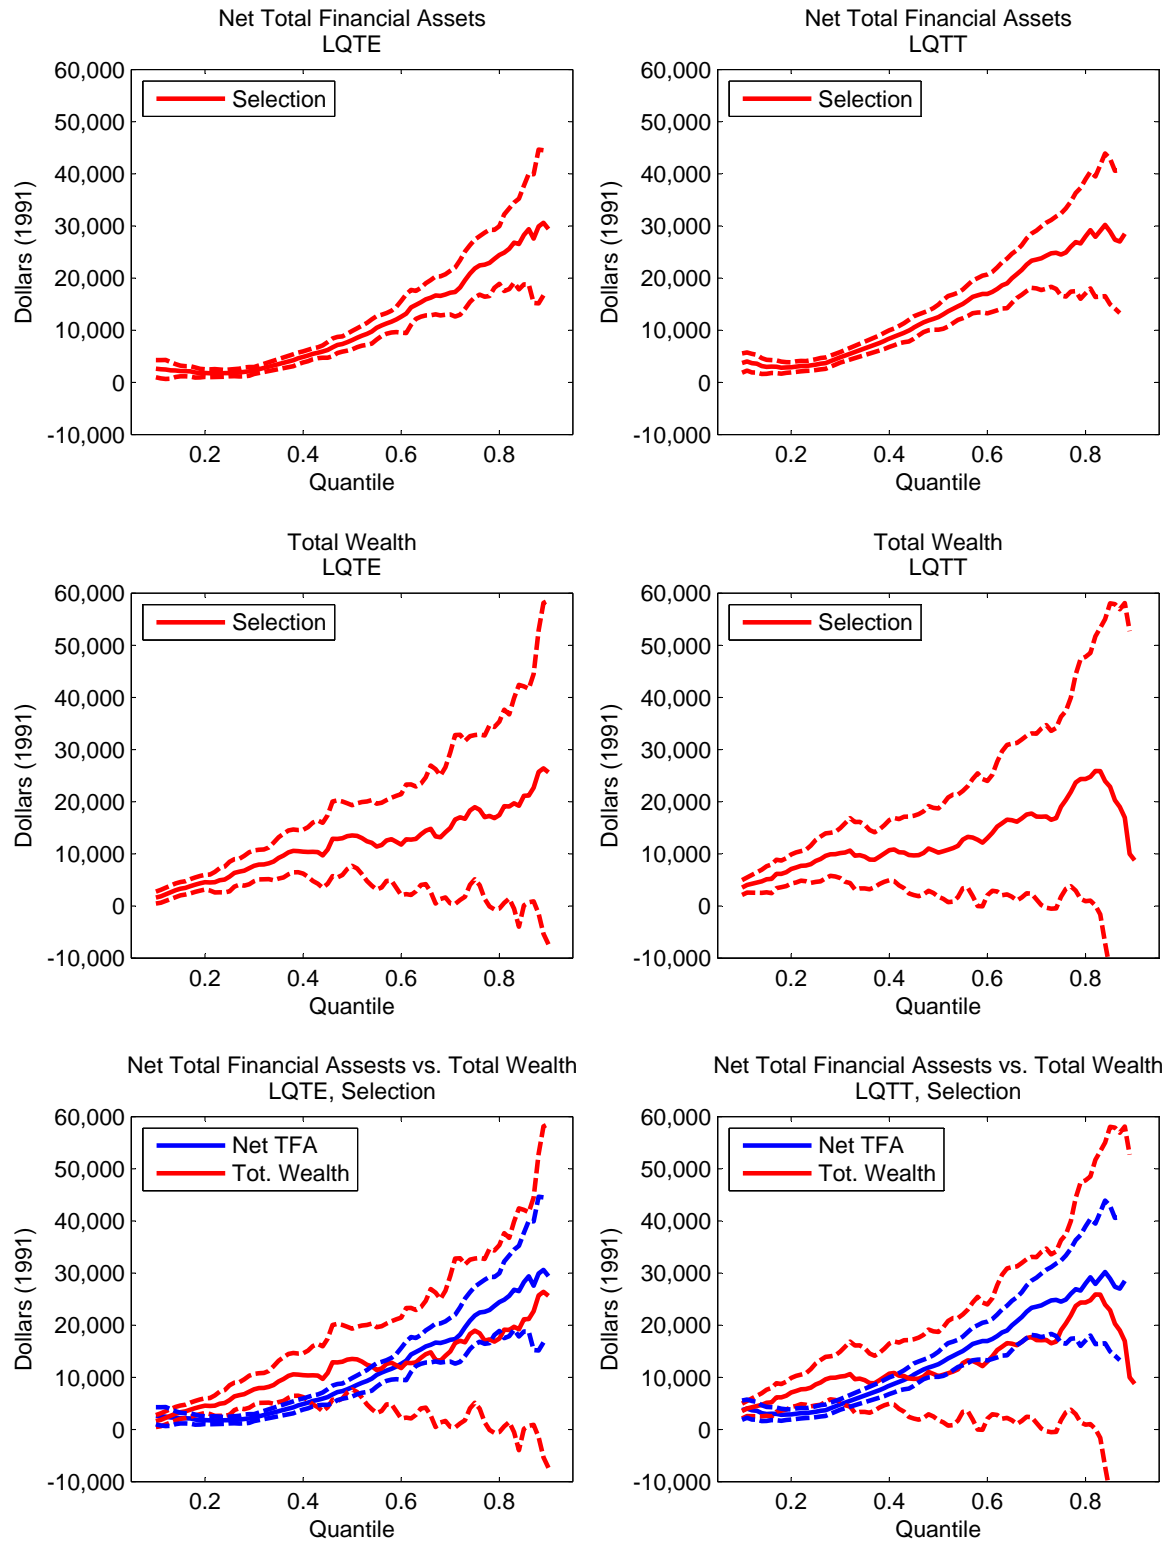 Net Total Financial Assets
LQTE
60,000
50,000
40,000
30,000
20,000
10,000
0
-10,000
Dollars (1991)
Selection
0.2 0.4 0.6 0.8
Quantile
Net Total Financial Assets
LQTT
60,000
50,000
40,000
30,000
20,000
10,000
0
-10,000
Dollars (1991)
Selection
0.2 0.4 0.6 0.8
Quantile
Total Wealth
LQTE
60,000
50,000
40,000
30,000
20,000
10,000
0
-10,000
Dollars (1991)
Selection
0.2 0.4 0.6 0.8
Quantile
Total Wealth
LQTT
60,000
50,000
40,000
30,000
20,000
10,000
0
-10,000
Dollars (1991)
Selection
0.2 0.4 0.6 0.8
Quantile
Net Total Financial Assests vs. Total Wealth
LQTE, Selection
60,000
50,000
40,000
30,000
20,000
10,000
0
-10,000
Dollars (1991)
Net TFA
Tot. Wealth
0.2 0.4 0.6 0.8
Quantile
Net Total Financial Assests vs. Total Wealth
LQTT, Selection
60,000
50,000
40,000
30,000
20,000
10,000
0
-10,000
Dollars (1991)
Net TFA
Tot. Wealth
0.2 0.4 0.6 0.8
Quantile